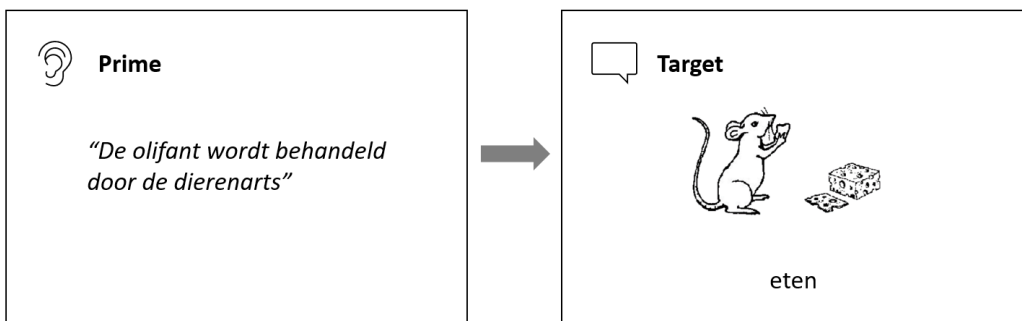 Prime
“De olifant wordt behandeld
door de dierenarts”
Target
eten